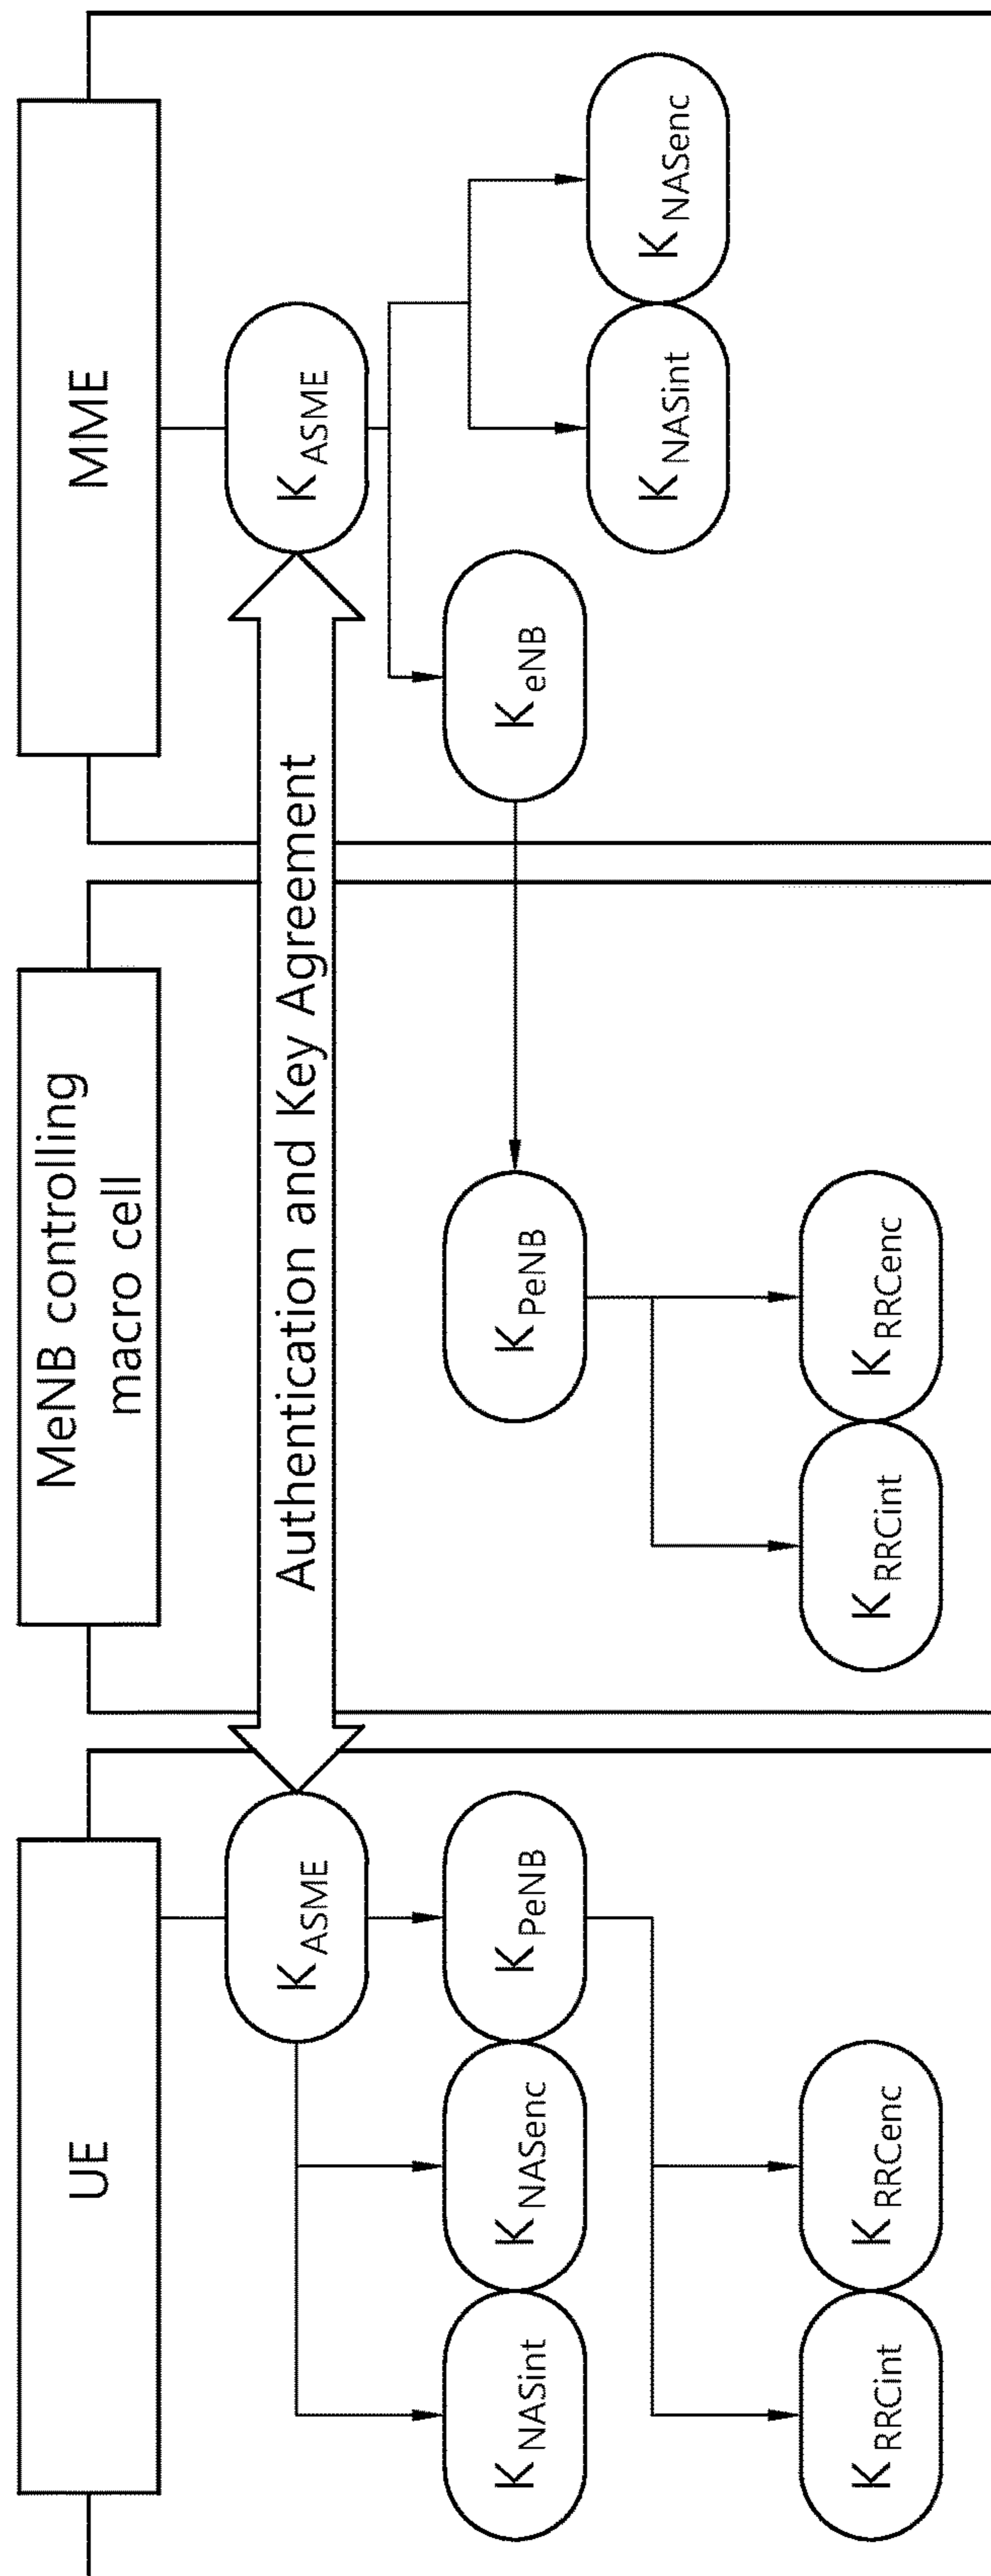 UE
MeNB controlling
macro cell
MME
K ASME
Authentication and Key Agreement
K ASME
K NASint
K NASenc
K PeNB
K PeNB
K eNB
K NASint
K NASenc
K RRCint
K RRCenc
K RRCint
K RRCenc